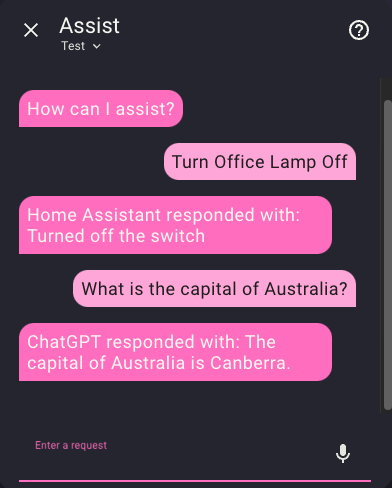 Assist
Test
How can I assist?
Turn Office Lamp Off
Home Assistant responded with:
Turned off the switch
What is the capital of Australia?
ChatGPT responded with: The
capital of Australia is Canberra.
Enter a request